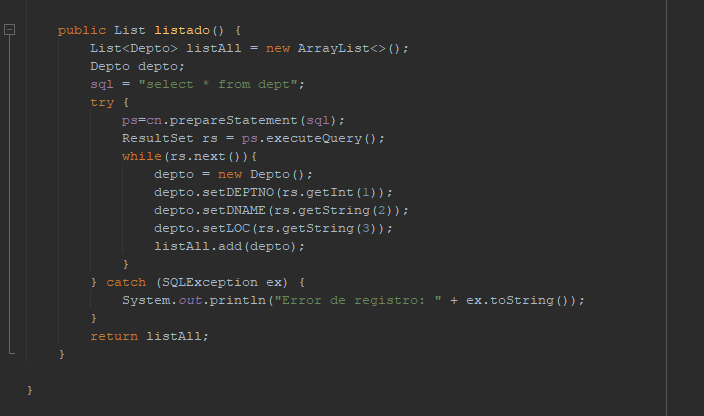 public List listado() {
List<Depto> listAll = new ArrayList<>();
Depto depto;
sql = "select * from dept";
try {
ps=cn.prepareStatement(sql);
ResultSet rs = ps.executeQuery();
while(rs.next()){
depto = new Depto();
depto.setDEPTNO(rs.getInt(1));
depto.setDNAME(rs.getString(2));
depto.setLOC(rs.getString(3));
listAll.add(depto);
}
} catch (SQLException ex) {
System.out.println("Error de registro: " + ex.toString());
}
return listAll;
}
}